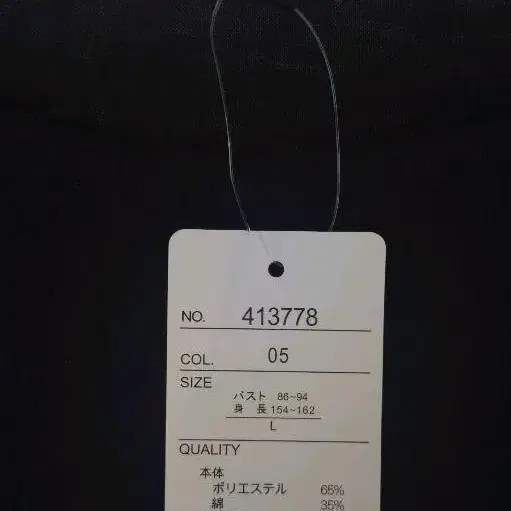 NO. 413778
COL. 05
SIZE
バスト 86~94
身 長 154~162
L
QUALITY
本体
ポリエステル 65%
綿 35%